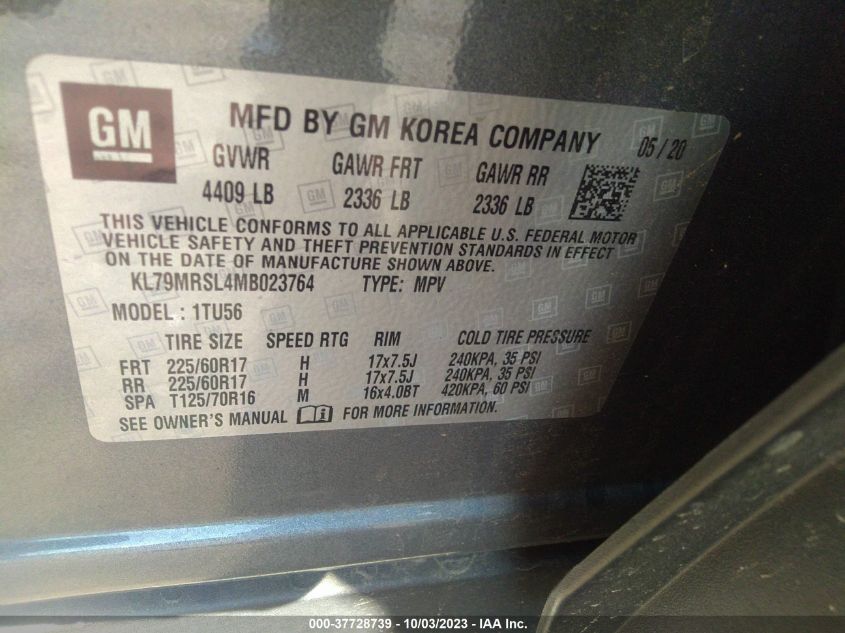 GM
MFD BY GM KOREA COMPANY 05/20
GVWR GAWR FRT GAWR RR
4409 LB 2336 LB 2336 LB
THIS VEHICLE CONFORMS TO ALL APPLICABLE U.S. FEDERAL MOTOR
VEHICLE SAFETY AND THEFT PREVENTION STANDARDS IN EFFECT
ON THE DATE OF MANUFACTURE SHOWN ABOVE.
KL79MRSL4MB023764 TYPE: MPV
MODEL : 1TU56
TIRE SIZE SPEED RTG RIM COLD TIRE PRESSURE
FRT 225/60R17 H 17x7.5J 240KPA, 35 PSI
RR 225/60R17 H 17x7.5J 240KPA, 35 PSI
SPA T125/70R16 M 16x4.0BT 420KPA, 60 PSI
SEE OWNER'S MANUAL FOR MORE INFORMATION.
000-37728739 - 10/03/2023 - IAA Inc.